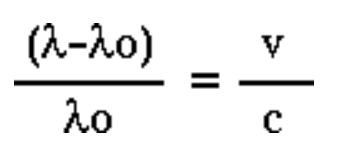 (λ-λo) / λo = v / c